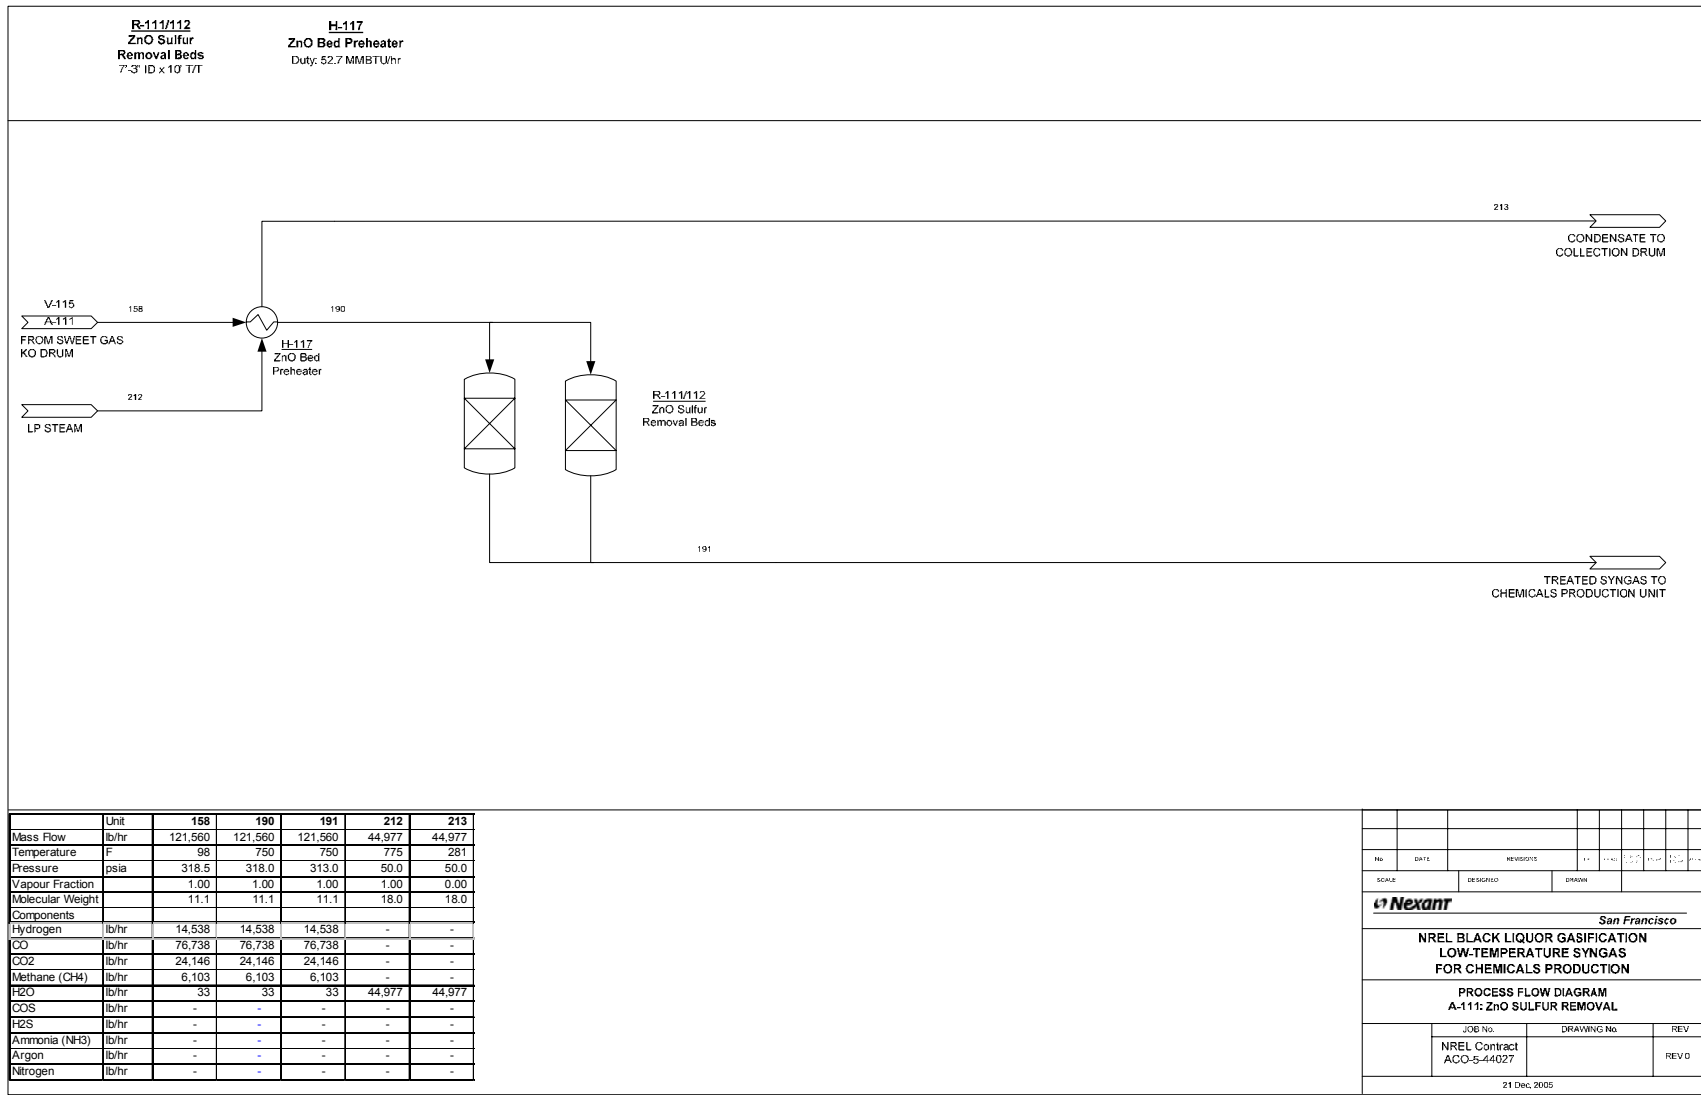 R-111/112
ZnO Sulfur
Removal Beds
7'-3" ID x 10' T/T
H-117
ZnO Bed Preheater
Duty: 52.7 MMBTU/hr
213
CONDENSATE TO
COLLECTION DRUM
V-115
A-111
158
190
FROM SWEET GAS
KO DRUM
H-117
ZnO Bed
Preheater
212
LP STEAM
R-111/112
ZnO Sulfur
Removal Beds
191
TREATED SYNGAS TO
CHEMICALS PRODUCTION UNIT
Unit 158 190 191 212 213
Mass Flow lb/hr 121,560 121,560 121,560 44,977 44,977
Temperature F 98 750 750 775 281
Pressure psia 318.5 318.0 313.0 50.0 50.0
Vapour Fraction 1.00 1.00 1.00 1.00 0.00
Molecular Weight 11.1 11.1 11.1 18.0 18.0
Components
Hydrogen lb/hr 14,538 14,538 14,538 - -
CO lb/hr 76,738 76,738 76,738 - -
CO2 lb/hr 24,146 24,146 24,146 - -
Methane (CH4) lb/hr 6,103 6,103 6,103 - -
H2O lb/hr 33 33 33 44,977 44,977
COS lb/hr - - - - -
H2S lb/hr - - - - -
Ammonia (NH3) lb/hr - - - - -
Argon lb/hr - - - - -
Nitrogen lb/hr - - - - -
No. DATE REVISIONS
SCALE DESIGNED DRAWN
Nexant
San Francisco
NREL BLACK LIQUOR GASIFICATION
LOW-TEMPERATURE SYNGAS
FOR CHEMICALS PRODUCTION
PROCESS FLOW DIAGRAM
A-111: ZnO SULFUR REMOVAL
JOB No. DRAWING No. REV
NREL Contract
ACO-5-44027
REV 0
21 Dec, 2005